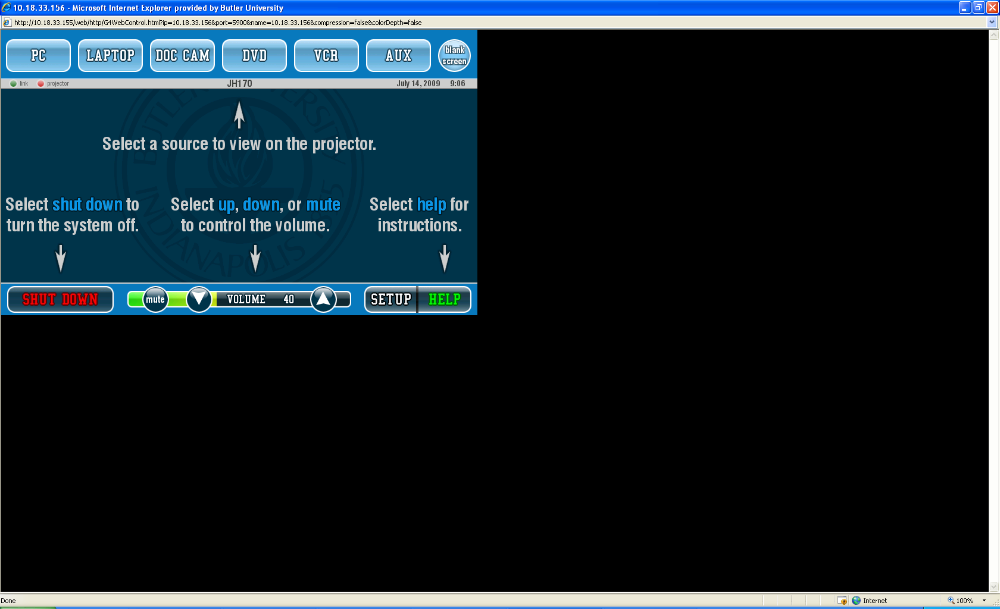 10.18.33.156 - Microsoft Internet Explorer provided by Butler University
http://10.18.33.155/web/http/G4WebControl.html?ip=10.18.33.156&port=5900&name=10.18.33.156&compression=false&colorDepth=false
PC LAPTOP DOC CAM DVD VCR AUX blank screen
link projector JH170 July 14, 2009 9:06
BUTLER UNIVERSITY
INDIANAPOLIS 1855
Select a source to view on the projector.
Select shut down to
turn the system off.
Select up, down, or mute
to control the volume.
Select help for
instructions.
SHUT DOWN mute VOLUME 40 SETUP HELP
Done Internet 100%